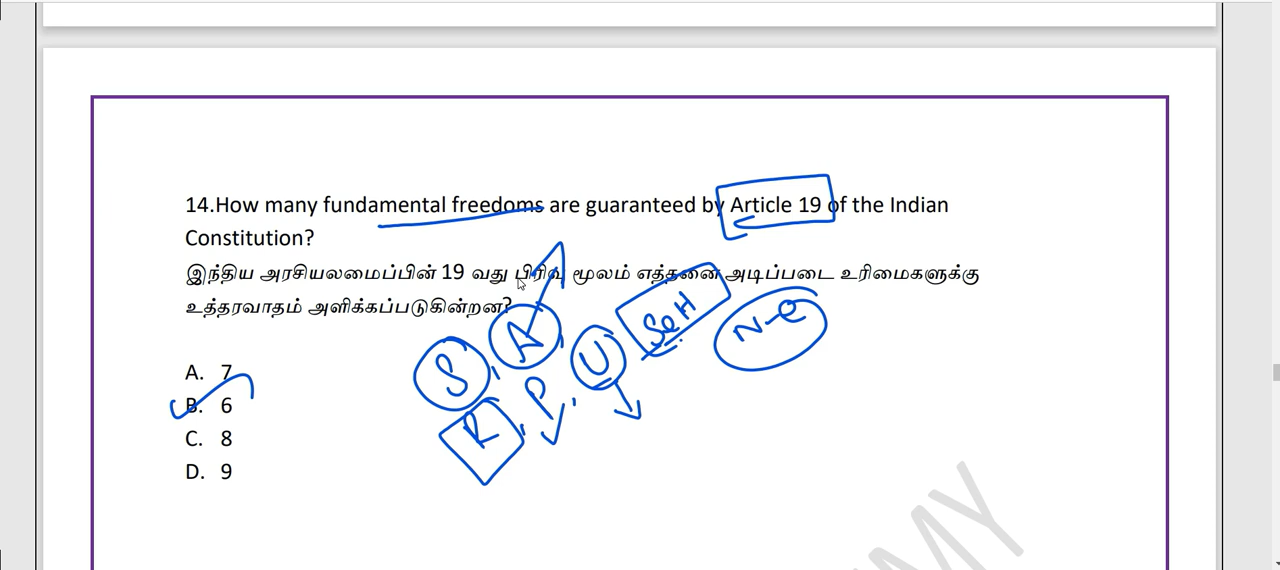 14.How many fundamental freedoms are guaranteed by Article 19 of the Indian
Constitution?
இந்திய அரசியலமைப்பின் 19 வது பிரிவு மூலம் எத்தனை அடிப்படை உரிமைகளுக்கு
உத்தரவாதம் அளிக்கப்படுகின்றன?
A. 7
B. 6
C. 8
D. 9
S, A, U
R, P,
N-e
MY